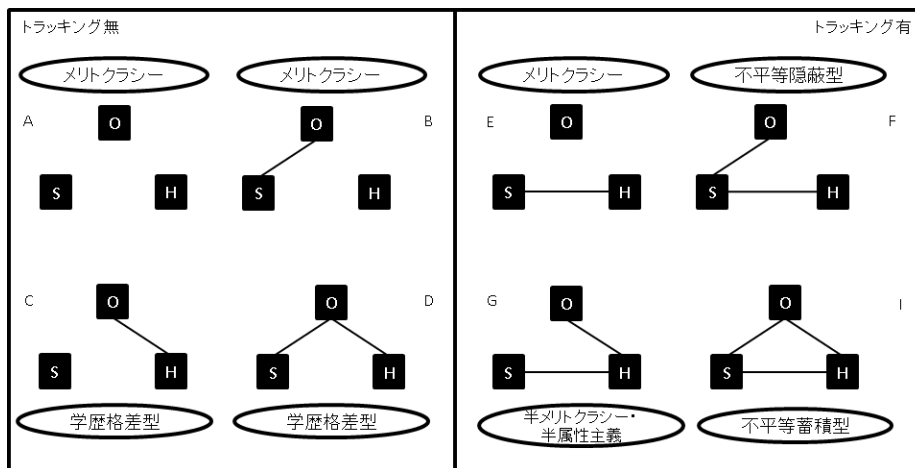 トラッキング無
メリトクラシー
メリトクラシー
A
O
S
H
B
O
S
H
C
O
S
H
D
O
S
H
学歴格差型
学歴格差型
トラッキング有
メリトクラシー
不平等隠蔽型
E
O
S
H
F
O
S
H
G
O
S
H
I
O
S
H
半メリトクラシー・
半属性主義
不平等蓄積型